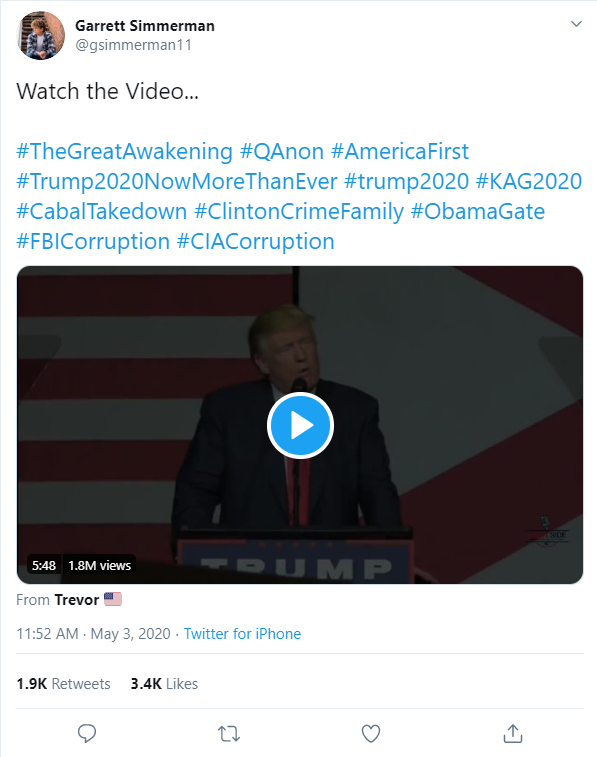 Garrett Simmerman
@gsimmerman11
Watch the Video...
#TheGreatAwakening #QAnon #AmericaFirst
#Trump2020NowMoreThanEver #trump2020 #KAG2020
#CabalTakedown #ClintonCrimeFamily #ObamaGate
#FBICorruption #CIACorruption
TRUMP
5:48 1.8M views
From Trevor
11:52 AM · May 3, 2020 · Twitter for iPhone
1.9K Retweets 3.4K Likes